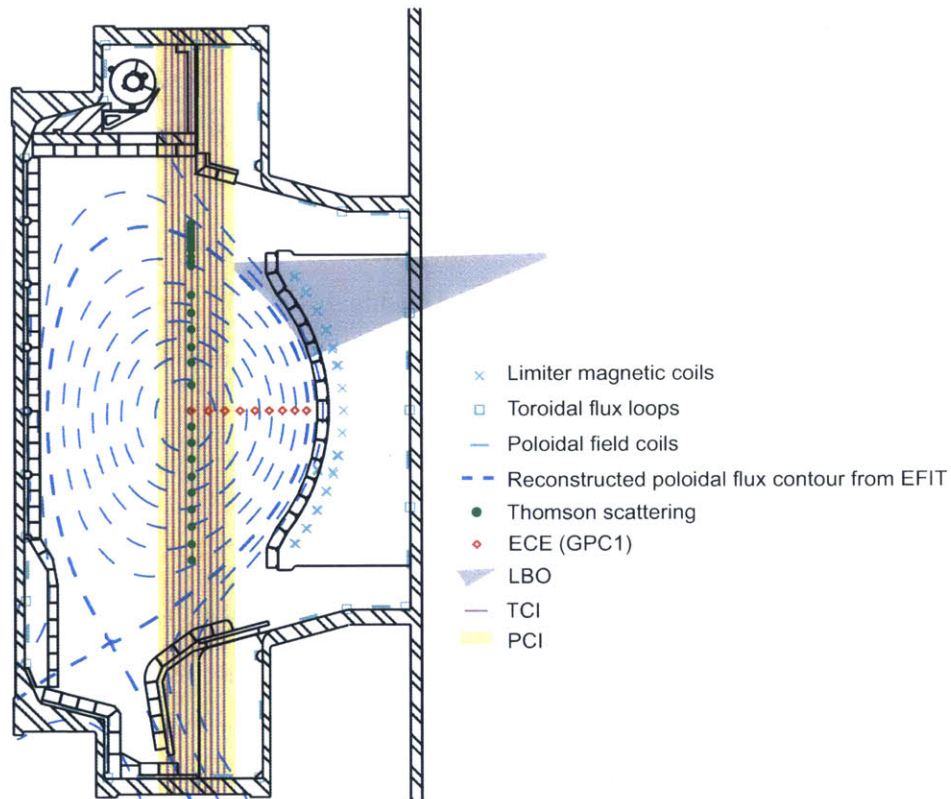 Limiter magnetic coils
Toroidal flux loops
Poloidal field coils
Reconstructed poloidal flux contour from EFIT
Thomson scattering
ECE (GPC1)
LBO
TCI
PCI